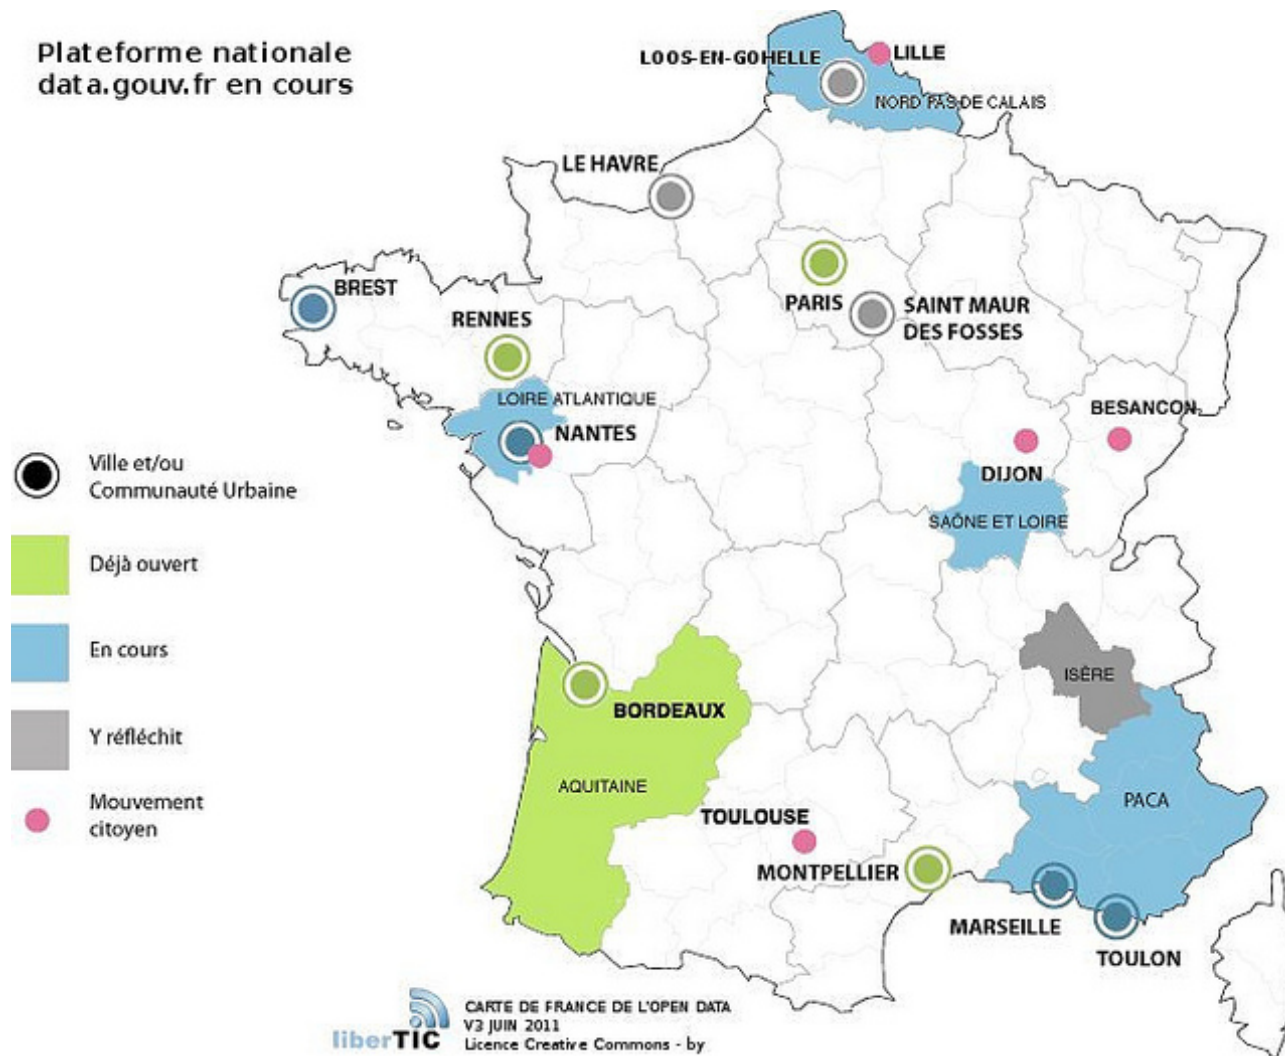 Plateforme nationale
data.gouv.fr en cours
LOOS-EN-GOHELLE
LILLE
NORD PAS DE CALAIS
LE HAVRE
BREST
RENNES
PARIS
SAINT MAUR
DES FOSSES
LOIRE ATLANTIQUE
NANTES
BESANCON
DIJON
SAÔNE ET LOIRE
Ville et/ou
Communauté Urbaine
Déjà ouvert
En cours
Y réfléchit
Mouvement
citoyen
ISÈRE
BORDEAUX
AQUITAINE
PACA
TOULOUSE
MONTPELLIER
MARSEILLE
TOULON
liberTIC
CARTE DE FRANCE DE L'OPEN DATA
V3 JUIN 2011
Licence Creative Commons - by